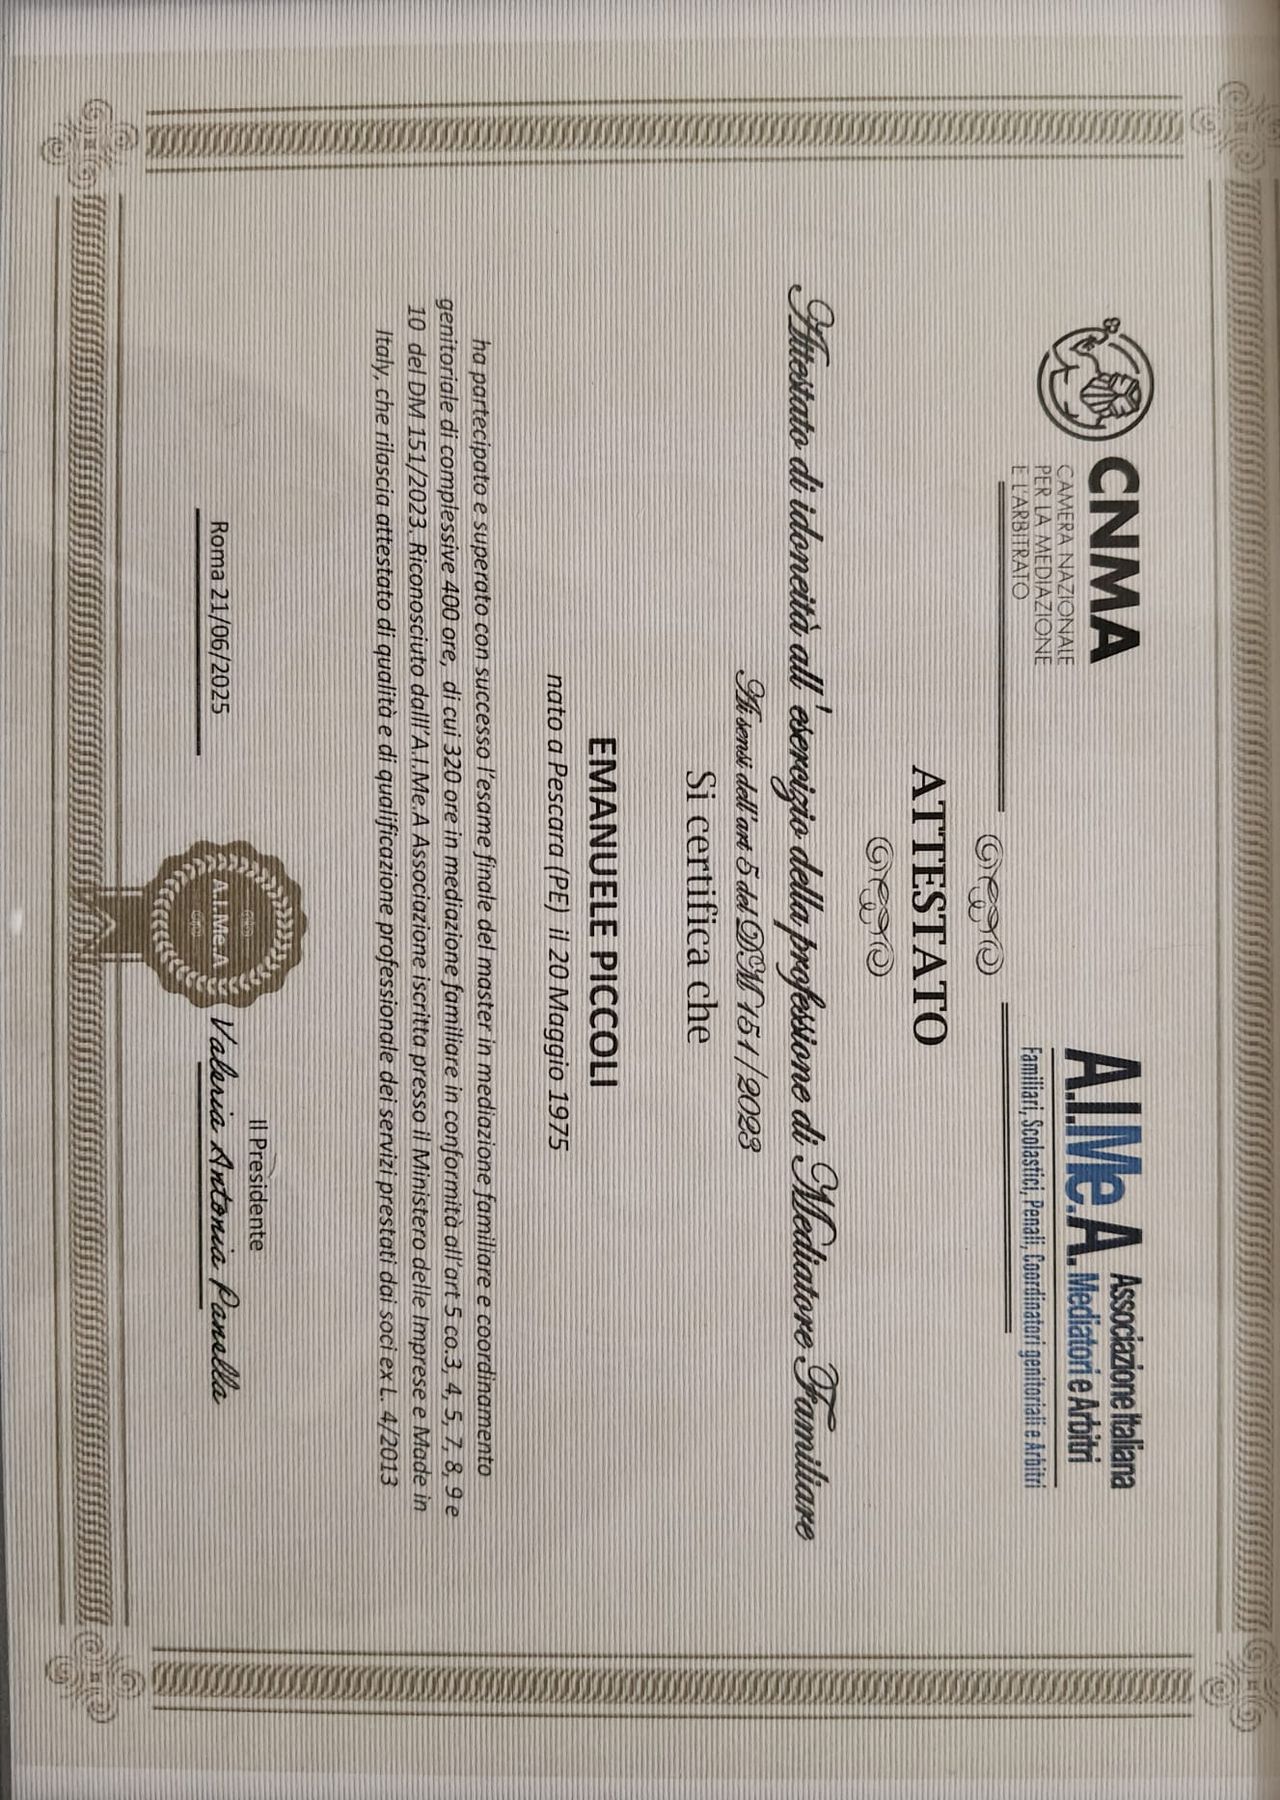 CNMA
CAMERA NAZIONALE
PER LA MEDIAZIONE
E L'ARBITRATO
A.I.Me.A. Associazione Italiana
Mediatori e Arbitri
Familiari, Scolastici, Penali, Coordinatori genitoriali e Arbitri
ATTESTATO
Attestato di idoneità all'esercizio della professione di Mediatore Familiare
Ai sensi dell'art 5 del DM 151/2023
Si certifica che
EMANUELE PICCOLI
nato a Pescara (PE) il 20 Maggio 1975
ha partecipato e superato con successo l'esame finale del master in mediazione familiare e coordinamento
genitoriale di complessive 400 ore, di cui 320 ore in mediazione familiare in conformità all'art 5 co.3, 4, 5, 7, 8, 9 e
10 del DM 151/2023. Riconosciuto dall'A.I.Me.A Associazione iscritta presso il Ministero delle Imprese e Made in
Italy, che rilascia attestato di qualità e di qualificazione professionale dei servizi prestati dai soci ex L. 4/2013
Roma 21/06/2025
A.I.Me.A
Il Presidente
Valeria Antonia Panella